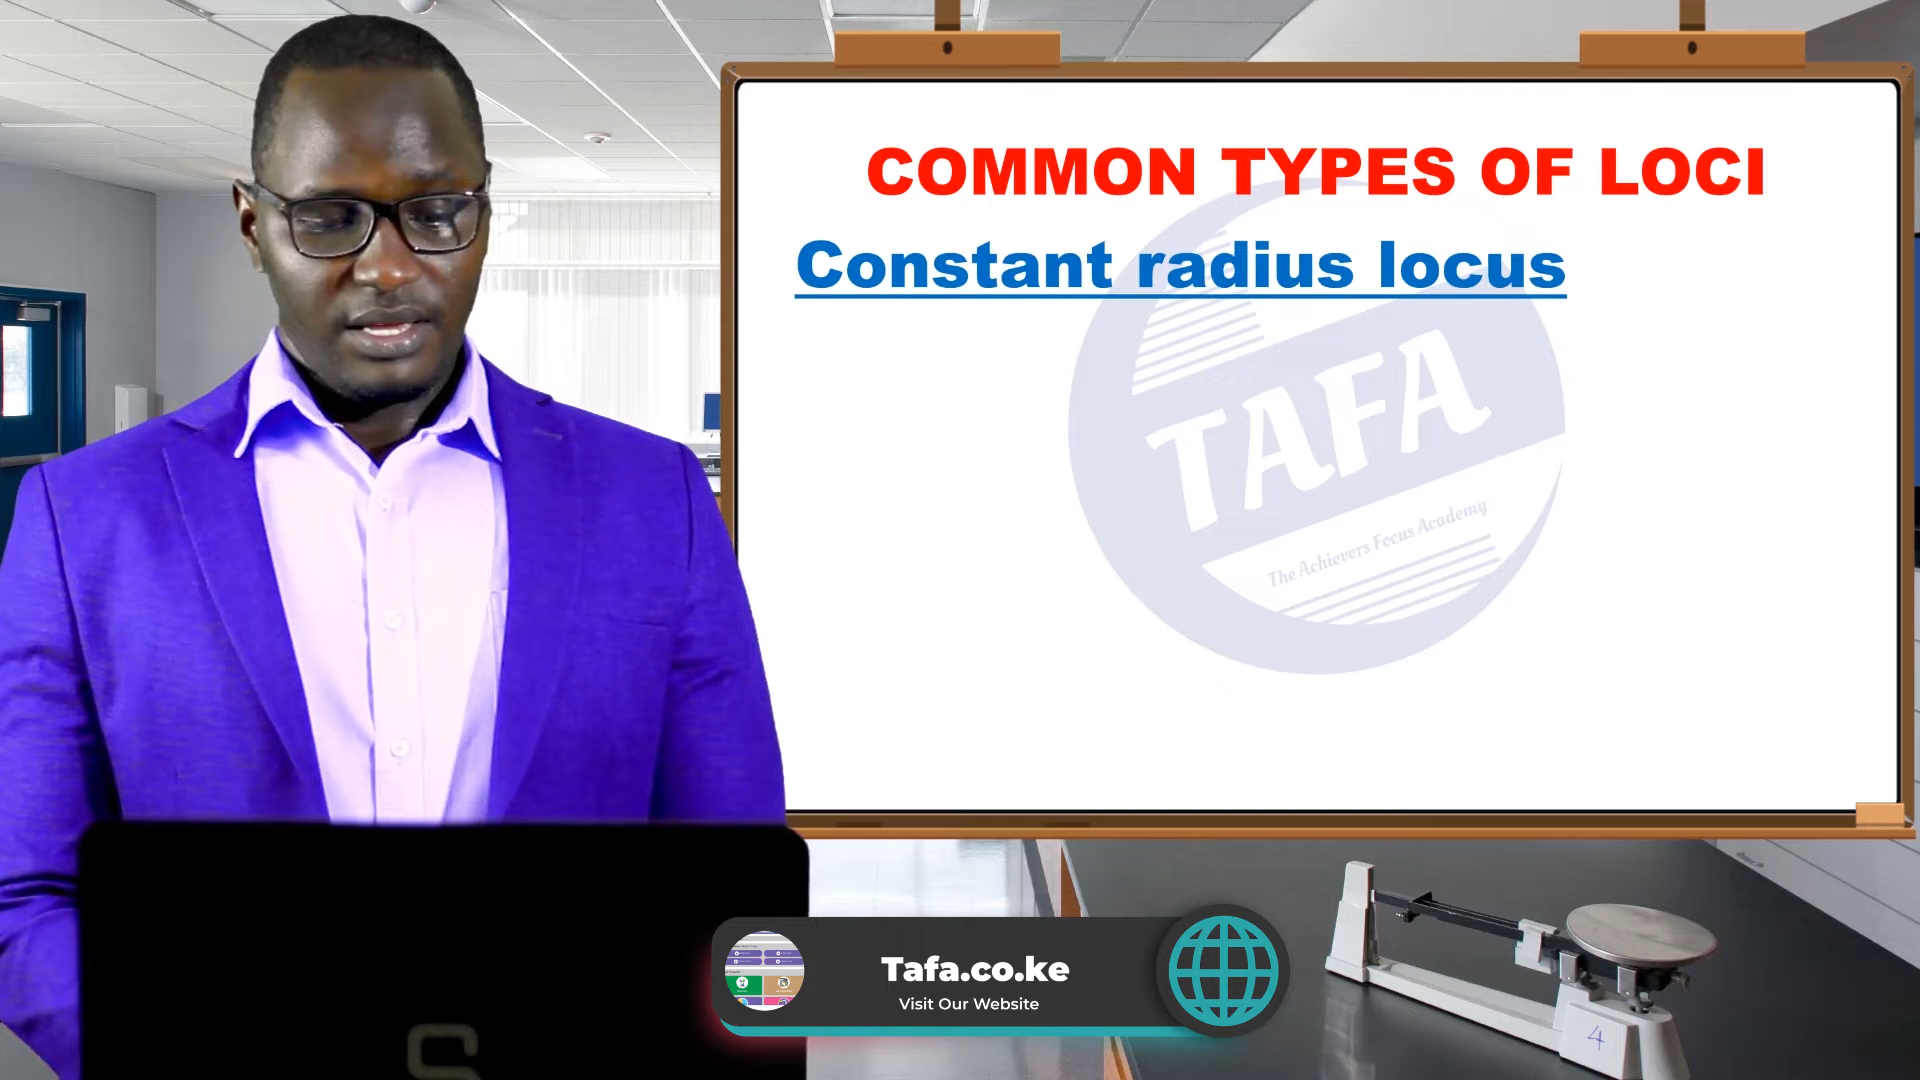 COMMON TYPES OF LOCI
Constant radius locus
TAFA
The Achievers Focus Academy
Tafa.co.ke
Visit Our Website
4